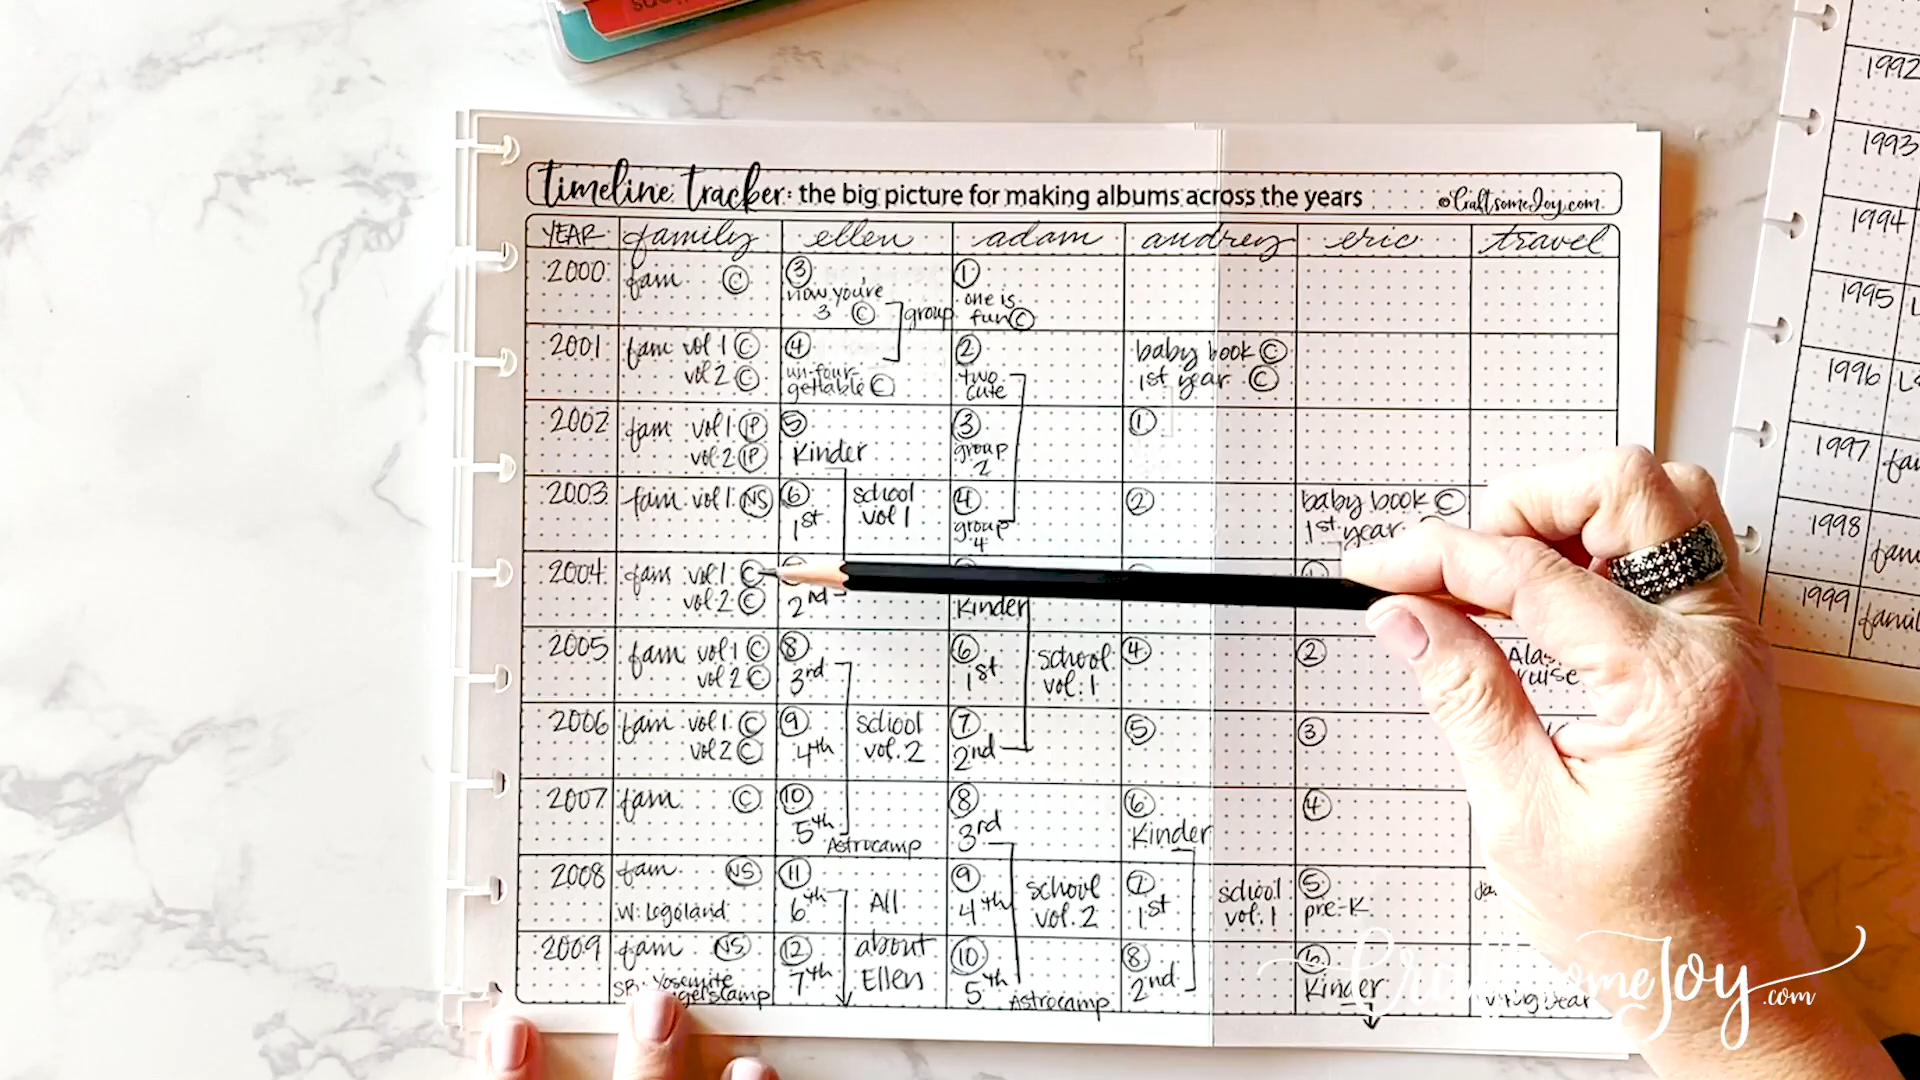 timeline tracker: the big picture for making albums across the years ©CraftsomeJoy.com
YEAR family ellen adam andrey eric travel
2000 fam © ③ now you're 3 © group ① one is fun ©
2001 fam vol 1 © vol 2 © ④ un-four-gettable © ② two cute baby book © 1st year ©
2002 fam vol 1 IP vol 2 IP ⑤ Kinder ③ group 2 ①
2003 fam vol 1 NS ⑥ 1st school vol 1 ④ group 4 ② baby book © 1st year
2004 fam vol 1 © vol 2 © 2nd Kinder
2005 fam vol 1 © vol 2 © ⑧ 3rd ⑥ 1st school vol. 1 ④ ②
2006 fam vol 1 © vol 2 © ⑨ 4th school vol. 2 ⑦ 2nd ⑤ ③
2007 fam © ⑩ 5th Astrocamp ⑧ 3rd ⑥ Kinder ④
2008 fam NS W: Legoland ⑪ 6th All ⑨ 4th school vol. 2 ⑦ 1st school vol. 1 ⑤ pre-K
2009 fam NS Yosemite ⑫ 7th about Ellen ⑩ 5th Astrocamp ⑧ 2nd ⑥ Kinder
1992
1993
1994
1995
1996
1997
1998 fam
1999
CraftsomeJoy.com